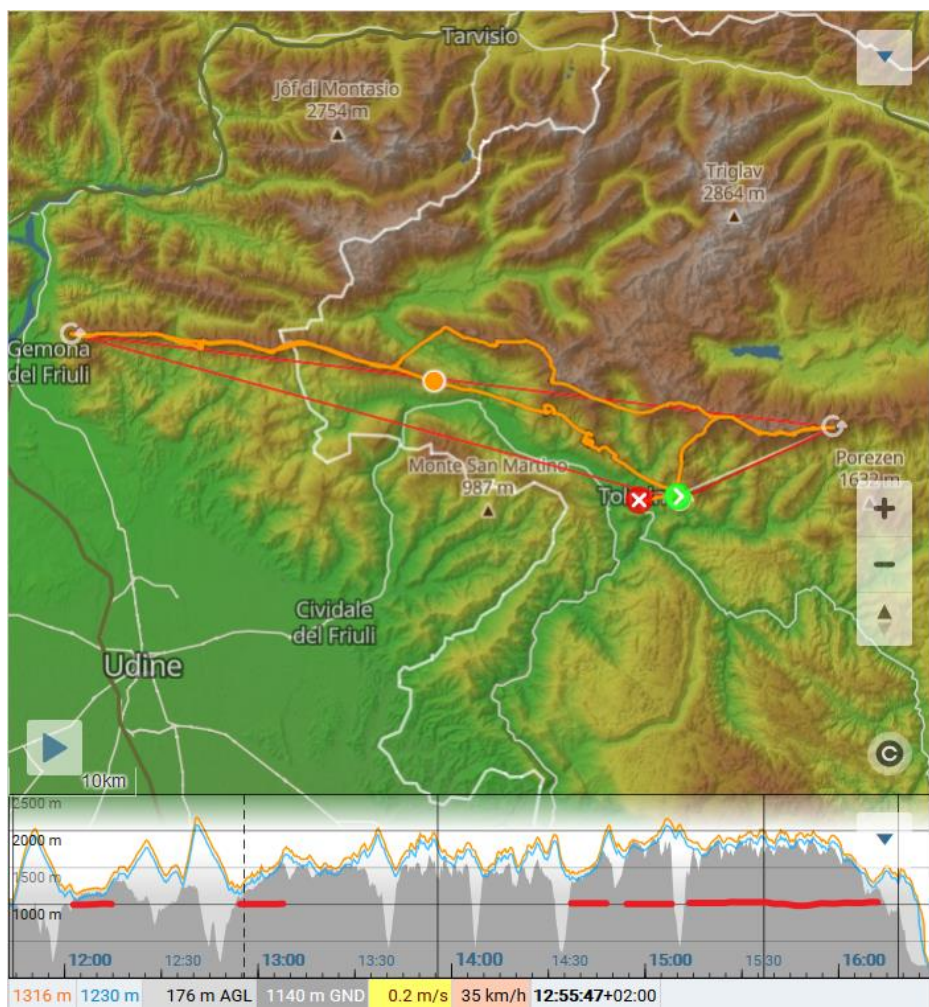 Tarvisio
Jôf di Montasio
2754 m
Triglav
2864 m
Gemona
del Friuli
Monte San Martino
987 m
Porezen
1632 m
Cividale
del Friuli
Udine
10km
2500 m
2000 m
1500 m
1000 m
12:00 12:30 13:00 13:30 14:00 14:30 15:00 15:30 16:00
1316 m 1230 m 176 m AGL 1140 m GND 0.2 m/s 35 km/h 12:55:47+02:00